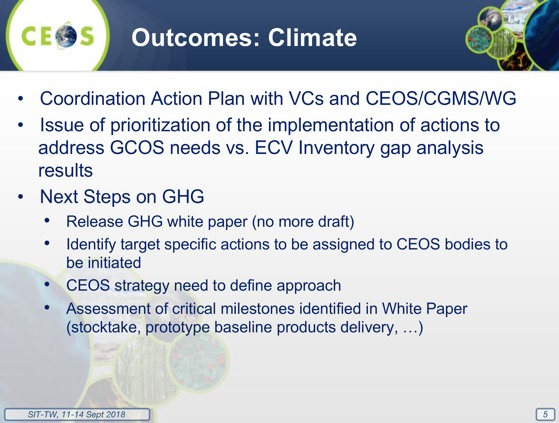 CEOS
Outcomes: Climate
• Coordination Action Plan with VCs and CEOS/CGMS/WG
• Issue of prioritization of the implementation of actions to
address GCOS needs vs. ECV Inventory gap analysis
results
• Next Steps on GHG
• Release GHG white paper (no more draft)
• Identify target specific actions to be assigned to CEOS bodies to
be initiated
• CEOS strategy need to define approach
• Assessment of critical milestones identified in White Paper
(stocktake, prototype baseline products delivery, …)
SIT-TW, 11-14 Sept 2018
5